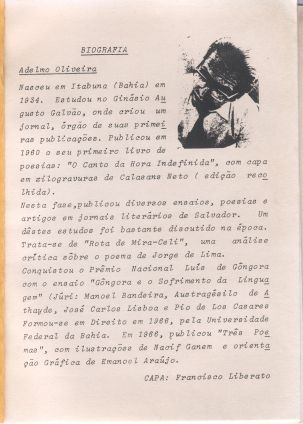 BIOGRAFIA
Adelmo Oliveira
Nasceu em Itabuna (Bahia) em
1934. Estudou no Ginásio Au
gusto Galvão, onde criou um
jornal, órgão de suas primei
ras publicações. Publicou em
1960 o seu primeiro livro de
poesias: "O Canto da Hora Indefinida", com capa
em zilogravuras de Calasans Neto ( edição reco
lhida).
Nesta fase,publicou diversos ensaios, poesias e
artigos em jornais literários de Salvador. Um
dêstes estudos foi bastante discutido na época.
Trata-se de "Rota de Mira-Celi", uma análise
crítica sôbre o poema de Jorge de Lima.
Conquistou o Prêmio Nacional Luís de Gôngora
com o ensaio "Gôngora e o Sofrimento da Lingua
gem" (Júri: Manoel Bandeira, Austragésilo de A
thayde, José Carlos Lisboa e Pio de Los Casares
Formou-se em Direito em 1966, pela Universidade
Federal da Bahia. Em 1966, publicou "Três Poe
mas", com ilustrações de Nacif Ganem e orienta
ção Gráfica de Emanoel Araújo.
CAPA: Francisco Liberato